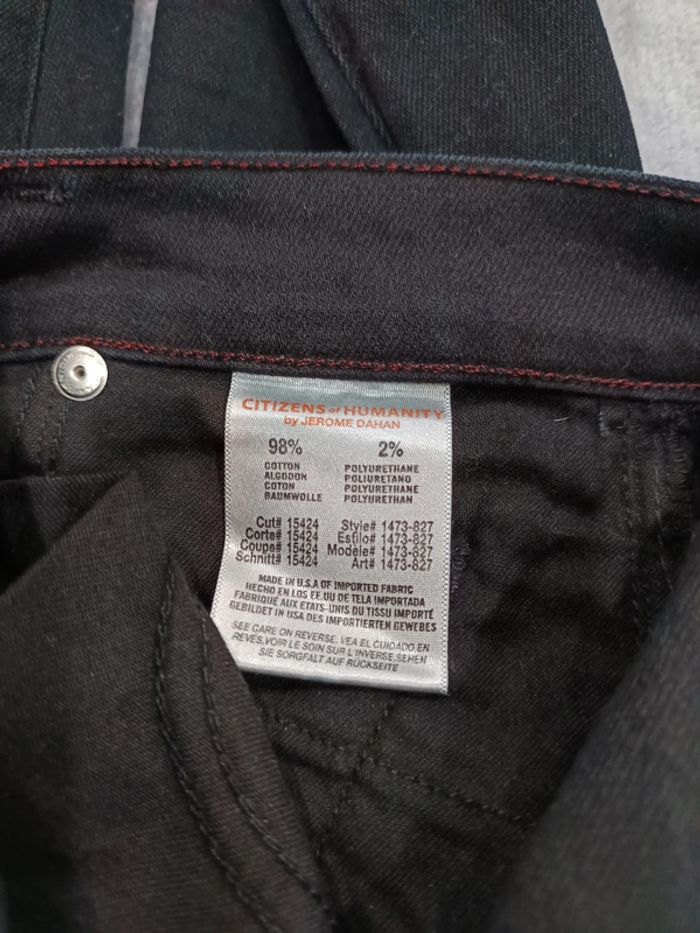 CITIZENS of HUMANITY
by JEROME DAHAN
98% 2%
COTTON POLYURETHANE
ALGODON POLIURETANO
COTON POLYURETHANE
BAUMWOLLE POLYURETHAN
Cut# 15424 Style# 1473-827
Corte# 15424 Estilo# 1473-827
Coupe# 15424 Modele# 1473-827
Schnitt# 15424 Art# 1473-827
MADE IN U.S.A OF IMPORTED FABRIC
HECHO EN LOS EE.UU DE TELA IMPORTADA
FABRIQUÉ AUX ETATS-UNIS DU TISSU IMPORTÉ
GEBILDET IN USA DES IMPORTIERTEN GEWEBES
SEE CARE ON REVERSE. VEA EL CUIDADO EN
REVES.VOIR LE SOIN SUR L'INVERSE.SEHEN
SIE SORGFALT AUF RÜCKSEITE